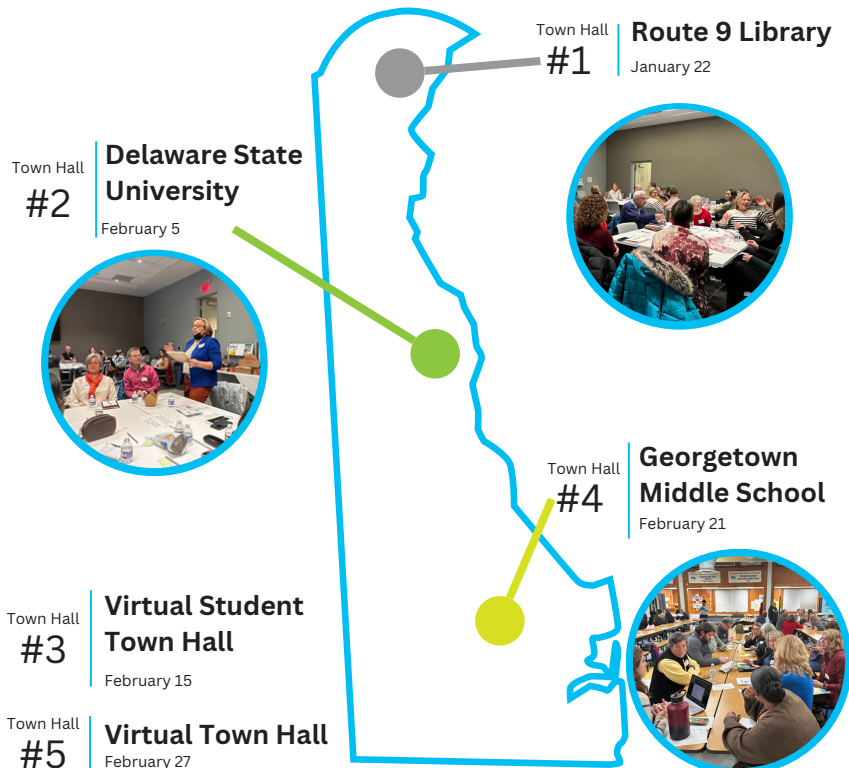 Town Hall
#1
Route 9 Library
January 22
Town Hall
#2
Delaware State
University
February 5
Town Hall
#4
Georgetown
Middle School
February 21
Town Hall
#3
Virtual Student
Town Hall
February 15
Town Hall
#5
Virtual Town Hall
February 27